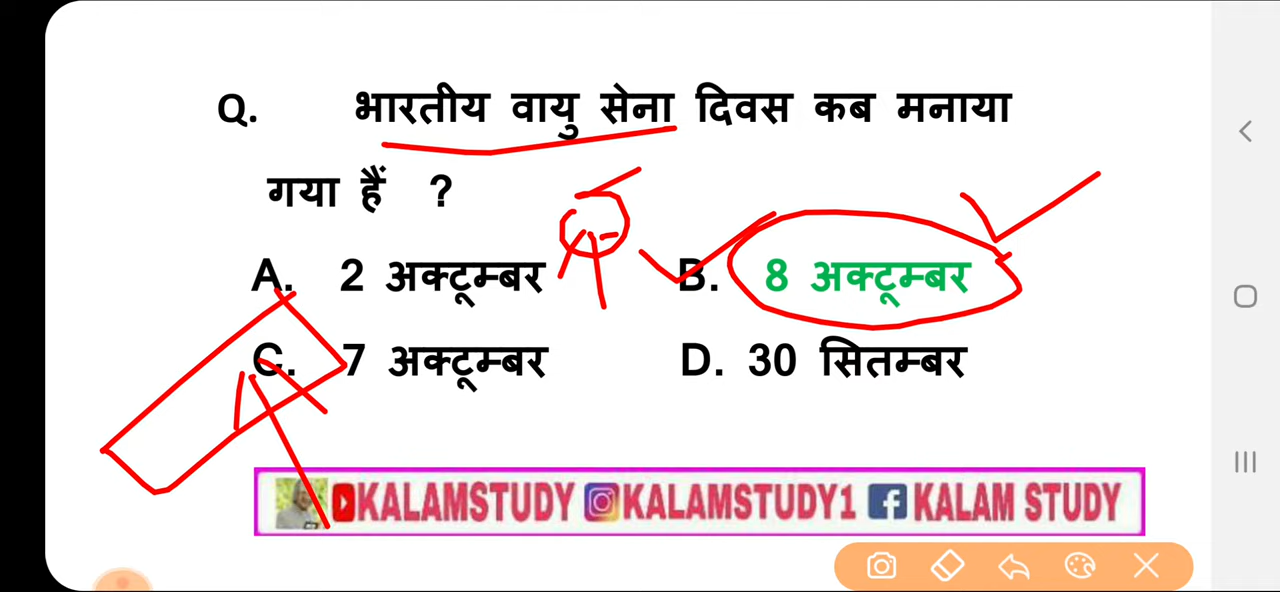 Q. भारतीय वायु सेना दिवस कब मनाया
गया हैं ?
A. 2 अक्टूम्बर B. 8 अक्टूम्बर
C. 7 अक्टूम्बर D. 30 सितम्बर
KALAMSTUDY KALAMSTUDY1 KALAM STUDY